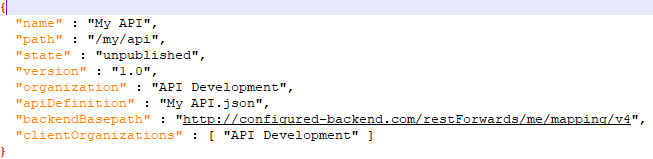 {
"name" : "My API",
"path" : "/my/api",
"state" : "unpublished",
"version" : "1.0",
"organization" : "API Development",
"apiDefinition" : "My API.json",
"backendBasepath" : "http://configured-backend.com/restForwards/me/mapping/v4",
"clientOrganizations" : [ "API Development" ]
}